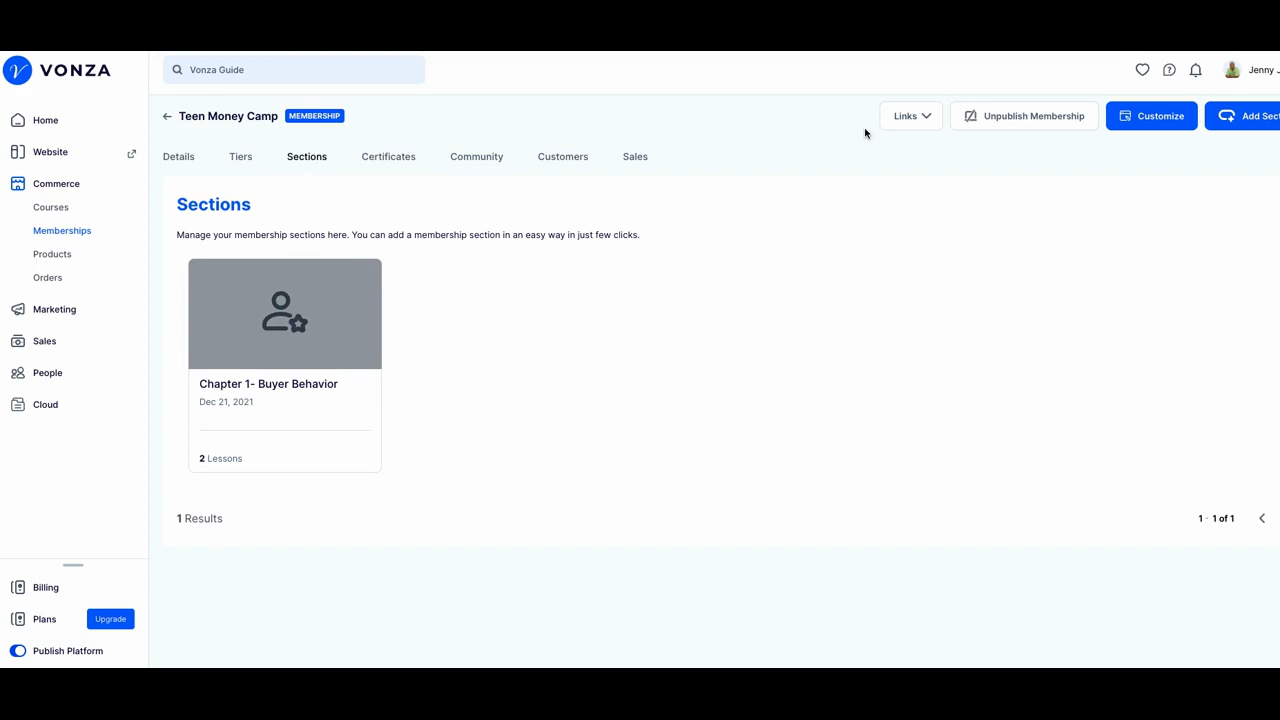 VONZA
Vonza Guide
Jenny J
Home
Website
Commerce
Courses
Memberships
Products
Orders
Marketing
Sales
People
Cloud
Billing
Plans
Upgrade
Publish Platform
Teen Money Camp
MEMBERSHIP
Links
Unpublish Membership
Customize
Add Sect
Details
Tiers
Sections
Certificates
Community
Customers
Sales
Sections
Manage your membership sections here. You can add a membership section in an easy way in just few clicks.
Chapter 1- Buyer Behavior
Dec 21, 2021
2 Lessons
1 Results
1 - 1 of 1